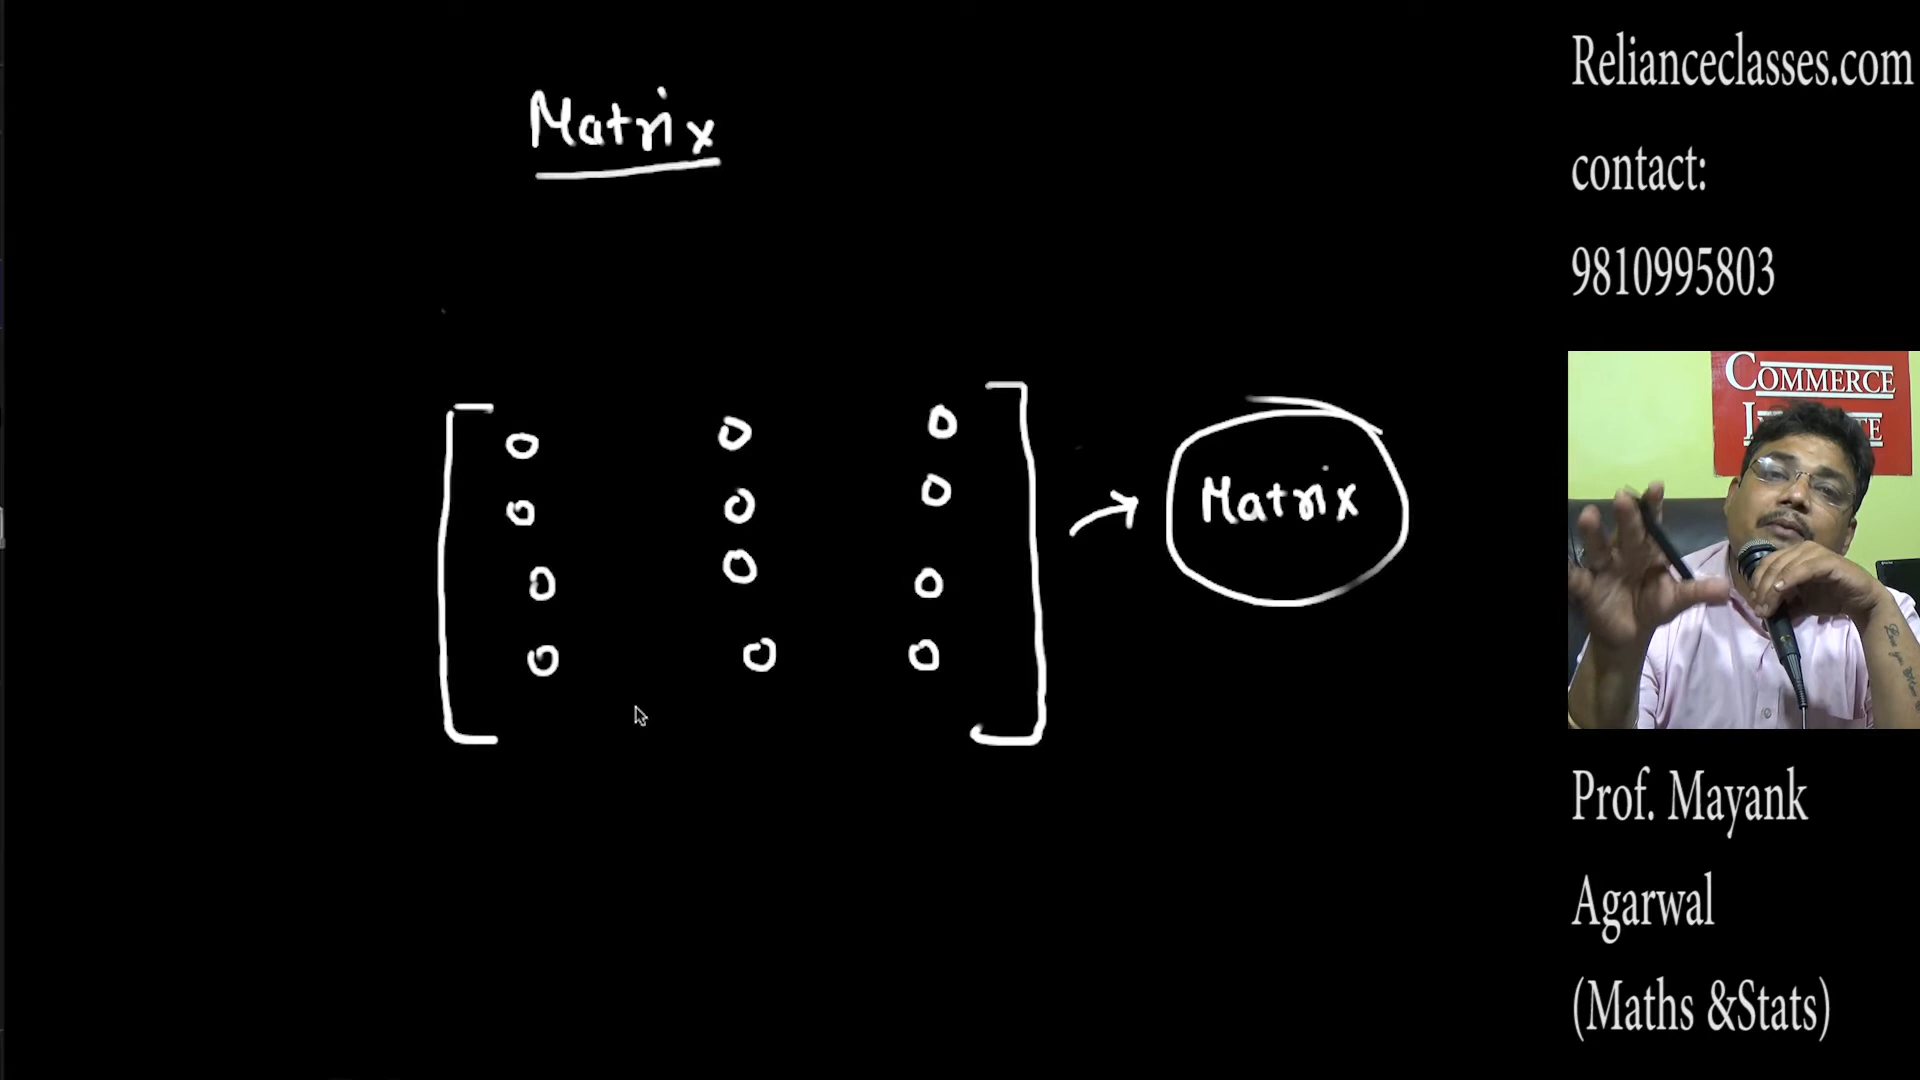 Matrix
0 0 0
0 0 0
0 0 0
0 0 0
Matrix
Relianceclasses.com
contact:
9810995803
COMMERCE
Prof. Mayank
Agarwal
(Maths &Stats)